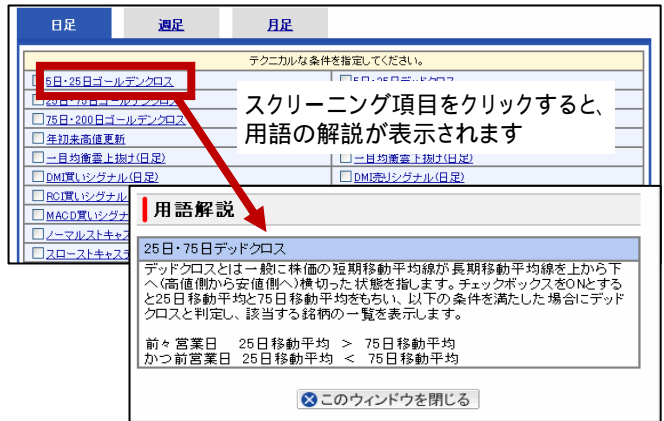 日足 週足 月足
テクニカルな条件を指定してください。
5日・25日ゴールデンクロス
25日・75日ゴールデンクロス
75日・200日ゴールデンクロス
年初来高値更新
一目均衡雲上抜け(日足) 一目均衡雲下抜け(日足)
DMI買いシグナル(日足) DMI売りシグナル(日足)
RCI買いシグナル
MACD買いシグナ
ノーマルストキャス
スローストキャステ
スクリーニング項目をクリックすると、
用語の解説が表示されます
用語解説
25日・75日デッドクロス
デッドクロスとは一般に株価の短期移動平均線が長期移動平均線を上から下
へ(高値側から安値側へ)横切った状態を指します。チェックボックスをONとする
と25日移動平均と75日移動平均をもちい、以下の条件を満たした場合にデッド
クロスと判定し、該当する銘柄の一覧を表示します。
前々営業日 25日移動平均 > 75日移動平均
かつ前営業日 25日移動平均 < 75日移動平均
このウィンドウを閉じる